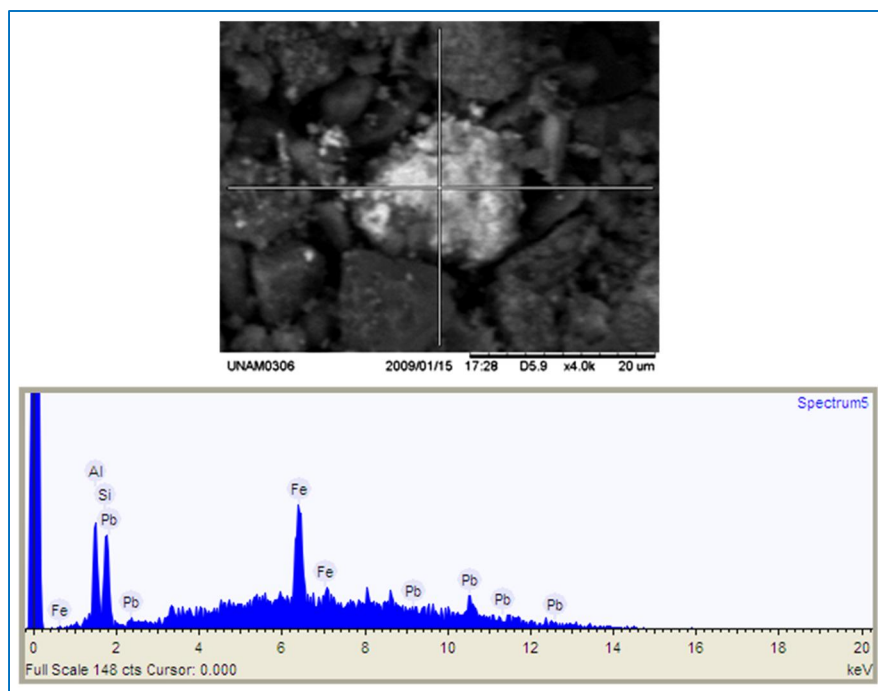 UNAM0306 2009/01/15 17:28 D5.9 x4.0k 20 um
Spectrum5
Al
Si
Pb
Fe
Fe
Fe
Pb
Pb
Pb
Pb
Pb
0 2 4 6 8 10 12 14 16 18 20
Full Scale 148 cts Cursor: 0.000 keV